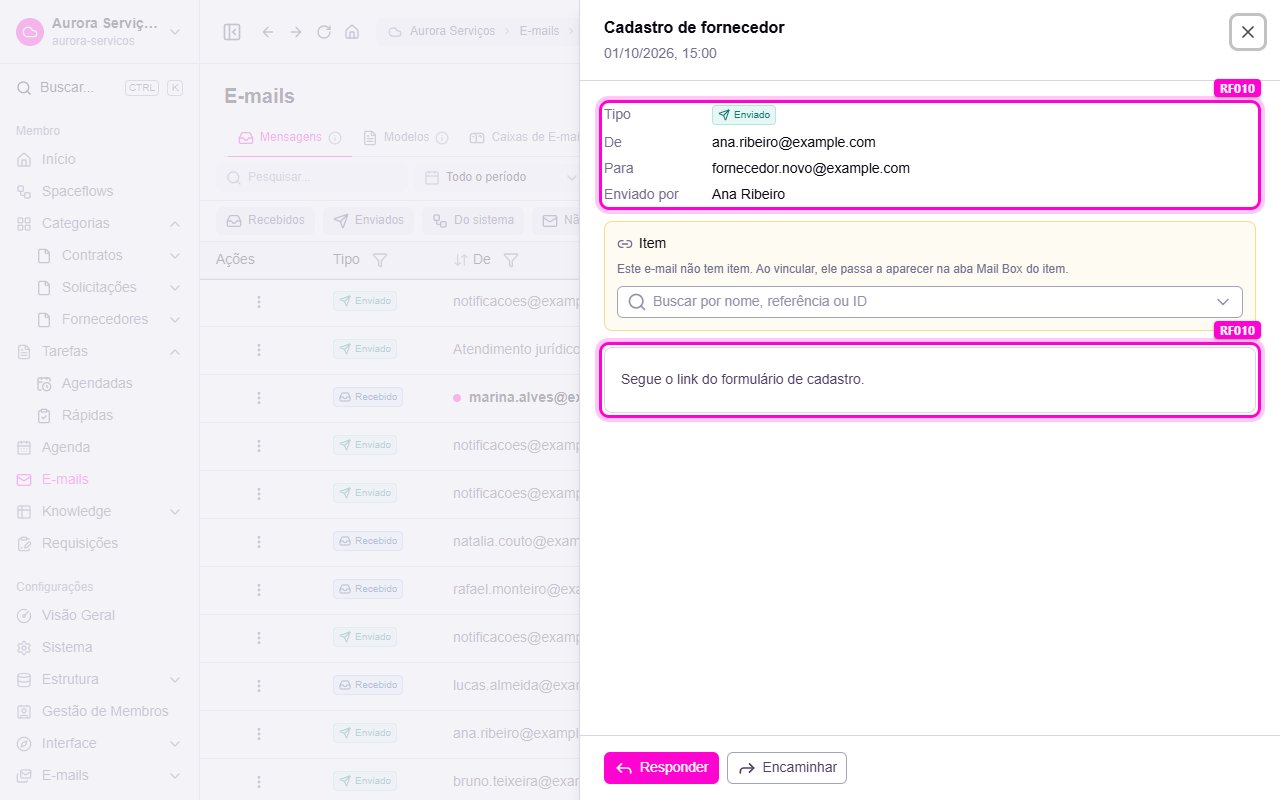 Aurora Serviç...
aurora-servicos
Buscar... CTRL K
Membro
Início
Spaceflows
Categorias
Contratos
Solicitações
Fornecedores
Tarefas
Agendadas
Rápidas
Agenda
E-mails
Knowledge
Requisições
Configurações
Visão Geral
Sistema
Estrutura
Gestão de Membros
Interface
E-mails
Aurora Serviços E-mails
E-mails
Mensagens Modelos Caixas de E-mai
Pesquisar... Todo o período
Recebidos Enviados Do sistema Nã
Ações Tipo De
Enviado notificacoes@examp
Enviado Atendimento jurídico
Recebido marina.alves@ex
Enviado notificacoes@examp
Enviado notificacoes@examp
Recebido natalia.couto@exam
Recebido rafael.monteiro@exa
Enviado notificacoes@examp
Recebido lucas.almeida@exam
Enviado ana.ribeiro@exampl
Enviado bruno.teixeira@exam
Cadastro de fornecedor
01/10/2026, 15:00
RF010
Tipo Enviado
De ana.ribeiro@example.com
Para fornecedor.novo@example.com
Enviado por Ana Ribeiro
Item
Este e-mail não tem item. Ao vincular, ele passa a aparecer na aba Mail Box do item.
Buscar por nome, referência ou ID
RF010
Segue o link do formulário de cadastro.
Responder Encaminhar